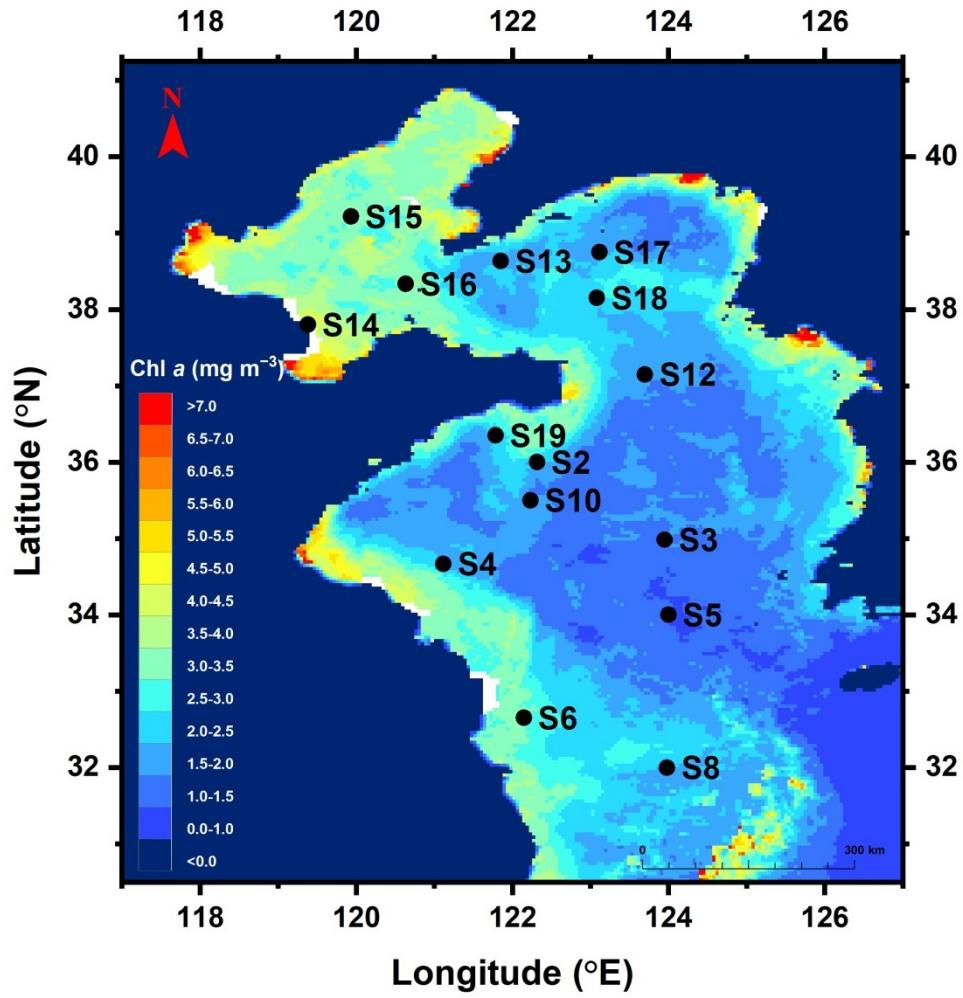 118 120 122 124 126
N
40 40
S15
S17
S13
S16
S18
38 38
S14
Chl a (mg m⁻³)
S12
>7.0
6.5-7.0
6.0-6.5
5.5-6.0
5.0-5.5
4.5-5.0
4.0-4.5
3.5-4.0
3.0-3.5
2.5-3.0
2.0-2.5
1.5-2.0
1.0-1.5
0.0-1.0
<0.0
S19
36 36
S2
S10
S3
S4
34 34
S5
S6
32 32
S8
0 300 km
118 120 122 124 126
Latitude (°N)
Longitude (°E)